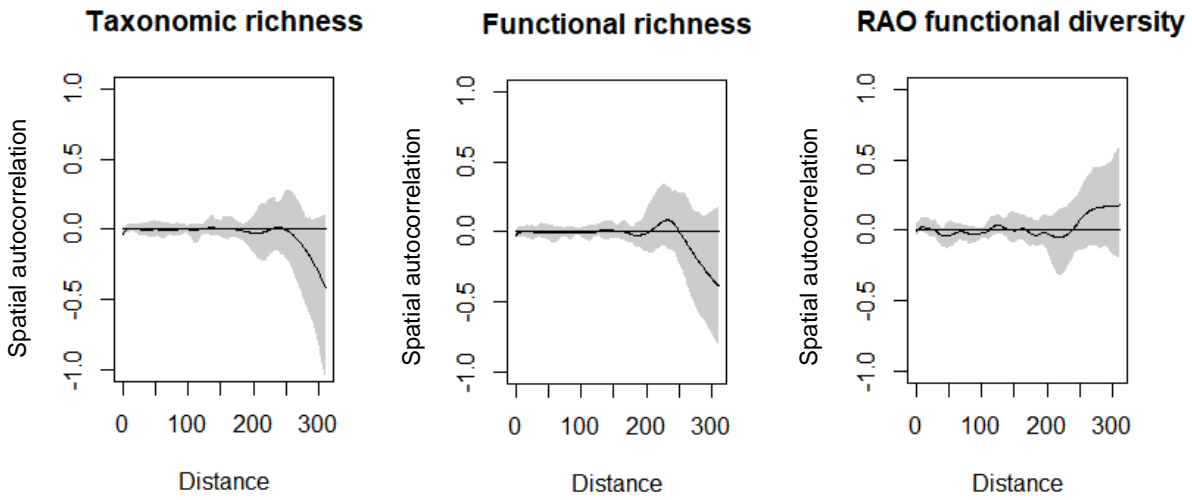 Taxonomic richness
Spatial autocorrelation
1.0
0.5
0.0
-0.5
-1.0
0 100 200 300
Distance
Functional richness
Spatial autocorrelation
1.0
0.5
0.0
-0.5
-1.0
0 100 200 300
Distance
RAO functional diversity
Spatial autocorrelation
1.0
0.5
0.0
-0.5
-1.0
0 100 200 300
Distance